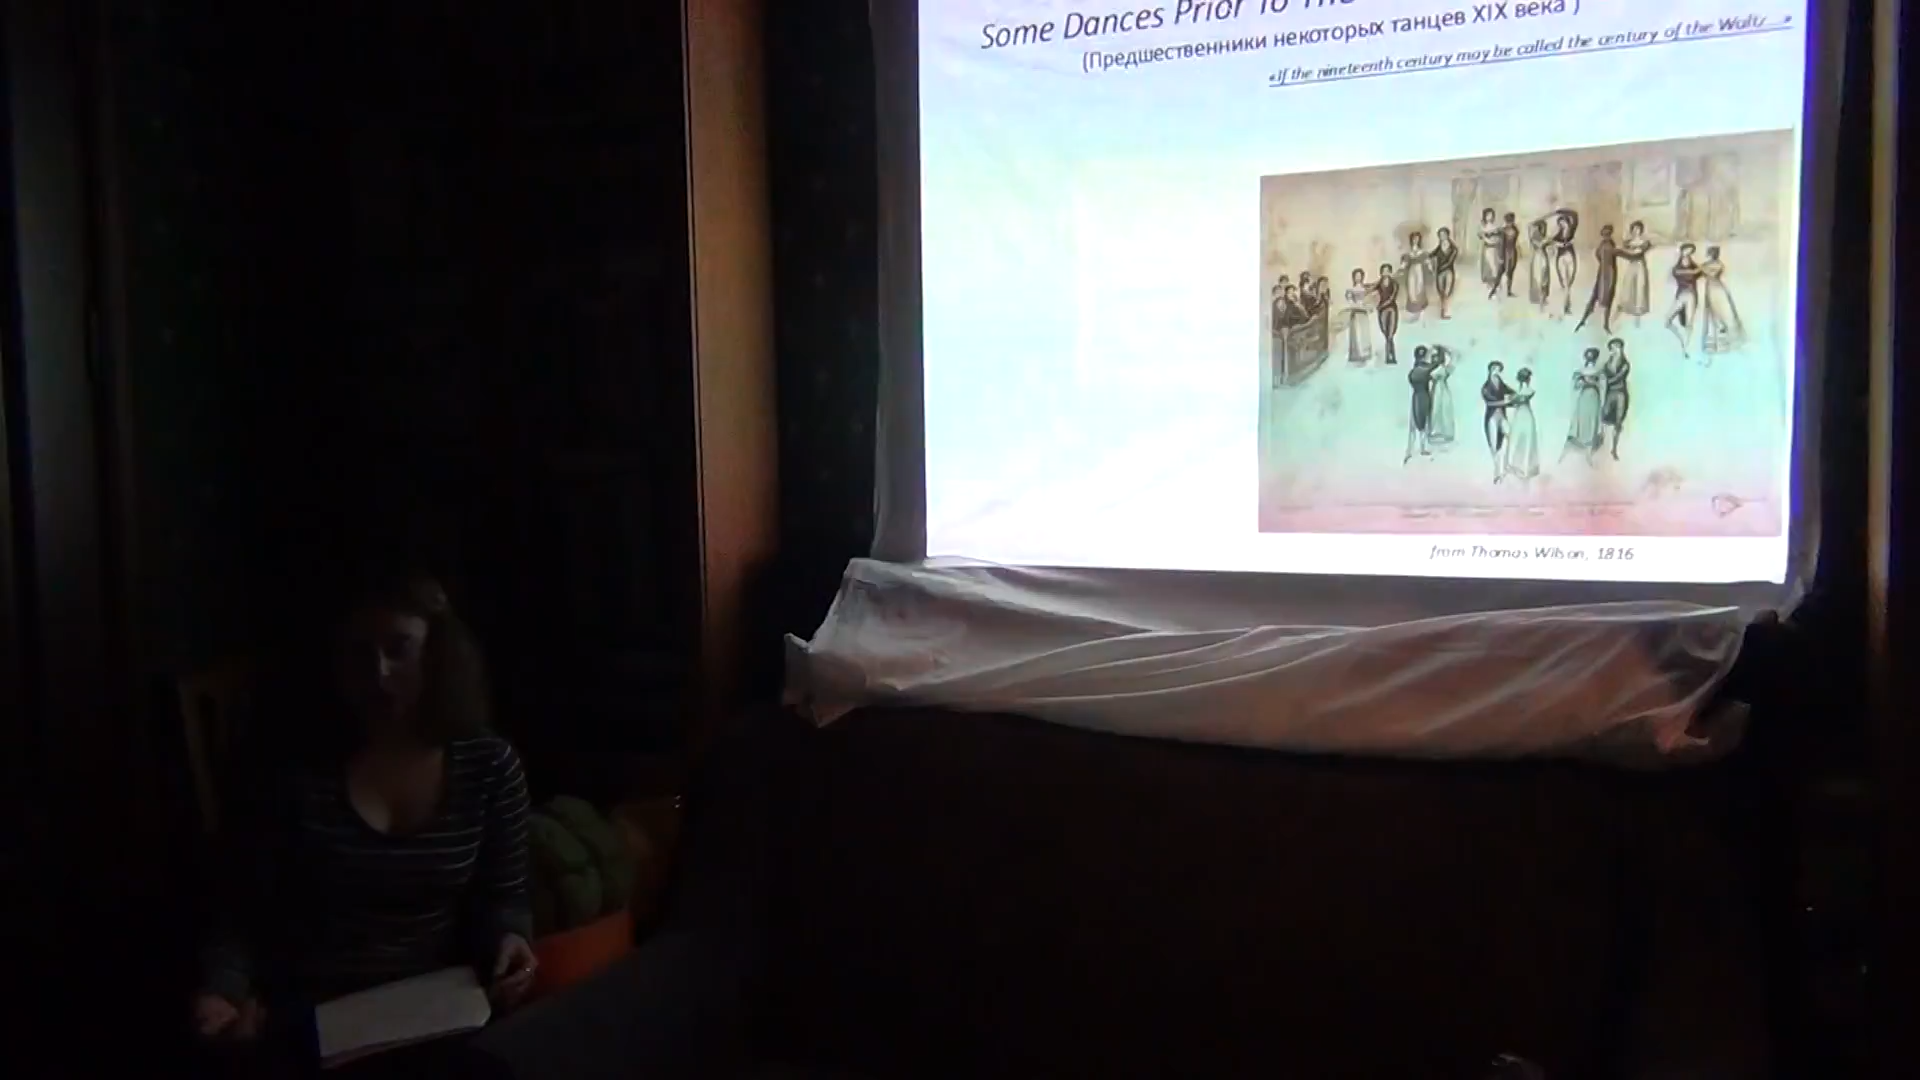 Some Dances Prior To
(Предшественники некоторых танцев XIX века )
«If the nineteenth century may be called the century of the Waltz...»
from Thomas Wilson, 1816